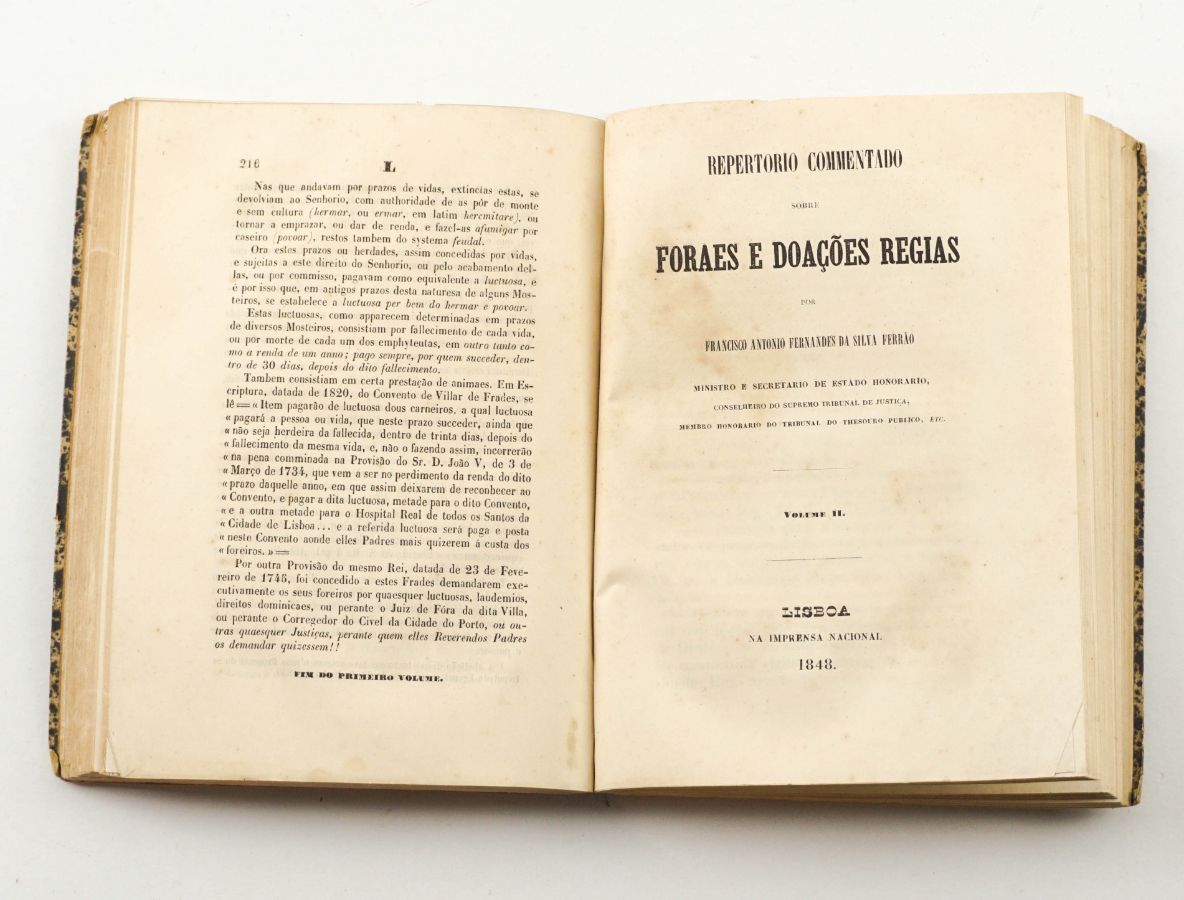 216 L
Nas que andavam por prazos de vidas, extinctas estas, se
devolviam ao Senhorio, com authoridade de as pôr de monte
e sem cultura (hermar, ou ermar, em latim heremitare), ou
tornar a emprazar, ou dar de renda, e fazel-as afumigar por
caseiro (povoar), restos tambem do systema feudal.
Ora estes prazos ou herdades, assim concedidas por vidas,
e sujeitas a este direito do Senhorio, ou pelo acabamento del-
las, ou por commisso, pagavam como equivalente a luctuosa, e
é por isso que, em antigos prazos desta naturesa de alguns Mos-
teiros, se estabelece a luctuosa per bem do hermar e povoar.
Estas luctuosas, como apparecem determinadas em prazos
de diversos Mosteiros, consistiam por fallecimento de cada vida,
ou por morte de cada um dos emphyteutas, em outro tanto co-
mo a renda de um anno; pago sempre, por quem succeder, den-
tro de 30 dias, depois do dito fallecimento.
Tambem consistiam em certa prestação de animaes. Em Es-
criptura, datada de 1820, do Convento de Villar de Frades, se
lê = « Item pagarão de luctuosa dous carneiros, a qual luctuosa
« pagará a pessoa ou vida, que neste prazo succeder, ainda que
« não seja herdeira da fallecida, dentro de trinta dias, depois do
« fallecimento da mesma vida, e, não o fazendo assim, incorrerão
« na pena comminada na Provisão do Sr. D. João V, de 3 de
« Março de 1734, que vem a ser no perdimento da renda do dito
« prazo daquelle anno, em que assim deixarem de reconhecer ao
« Convento, e pagar a dita luctuosa, metade para o dito Convento,
« e a outra metade para o Hospital Real de todos os Santos da
« Cidade de Lisboa... e a referida luctuosa será paga e posta
« neste Convento aonde elles Padres mais quizerem á custa dos
« foreiros. » =
Por outra Provisão do mesmo Rei, datada de 23 de Feve-
reiro de 1745, foi concedido a estes Frades demandarem exe-
cutivamente os seus foreiros por quaesquer luctuosas, laudemios,
direitos dominicaes, ou perante o Juiz de Fóra da dita Villa,
ou perante o Corregedor do Civel da Cidade do Porto, ou ou-
tras quaesquer Justiças, perante quem elles Reverendos Padres
os demandar quizessem!!
FIM DO PRIMEIRO VOLUME.
REPERTORIO COMMENTADO
SOBRE
FORAES E DOAÇÕES REGIAS
POR
FRANCISCO ANTONIO FERNANDES DA SILVA FERRÃO
MINISTRO E SECRETARIO DE ESTADO HONORARIO,
CONSELHEIRO DO SUPREMO TRIBUNAL DE JUSTIÇA,
MEMBRO HONORARIO DO TRIBUNAL DO THESOURO PUBLICO, ETC.
VOLUME II.
LISBOA
NA IMPRENSA NACIONAL
1848.